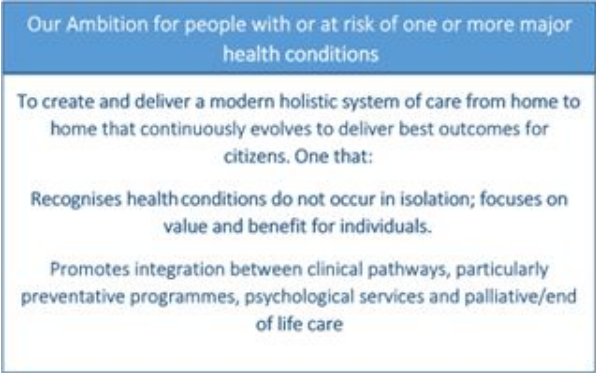 Our Ambition for people with or at risk of one or more major
health conditions
To create and deliver a modern holistic system of care from home to
home that continuously evolves to deliver best outcomes for
citizens. One that:
Recognises health conditions do not occur in isolation; focuses on
value and benefit for individuals.
Promotes integration between clinical pathways, particularly
preventative programmes, psychological services and palliative/end
of life care